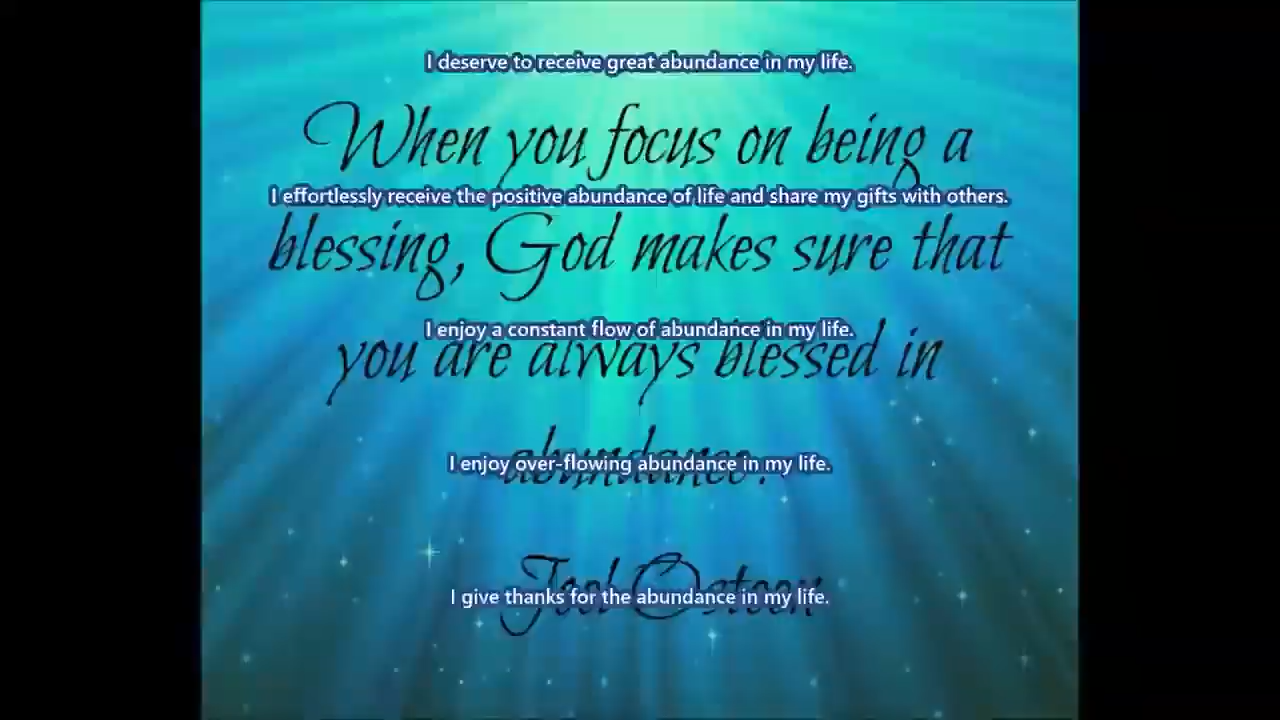 I deserve to receive great abundance in my life.
When you focus on being a
I effortlessly receive the positive abundance of life and share my gifts with others.
blessing, God makes sure that
I enjoy a constant flow of abundance in my life.
you are always blessed in
abundance.
I enjoy over-flowing abundance in my life.
Joel Osteen
I give thanks for the abundance in my life.